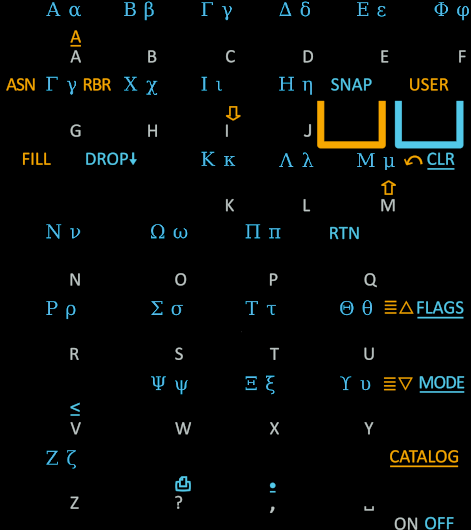 Α α Β β Γ γ Δ δ Ε ε Φ φ
A
A B C D E F
ASN Γ γ RBR Χ χ Ι ι Η η SNAP USER
⇩
G H I J
FILL DROP↓ Κ κ Λ λ Μ μ ↶ CLR
⇧
K L M
Ν ν Ω ω Π π RTN
N O P Q
Ρ ρ Σ σ Τ τ Θ θ ≣△ FLAGS
R S T U
Ψ ψ Ξ ξ Υ υ ≣▽ MODE
≤
V W X Y
Ζ ζ CATALOG
⎙ .
Z ? , ␣
ON OFF